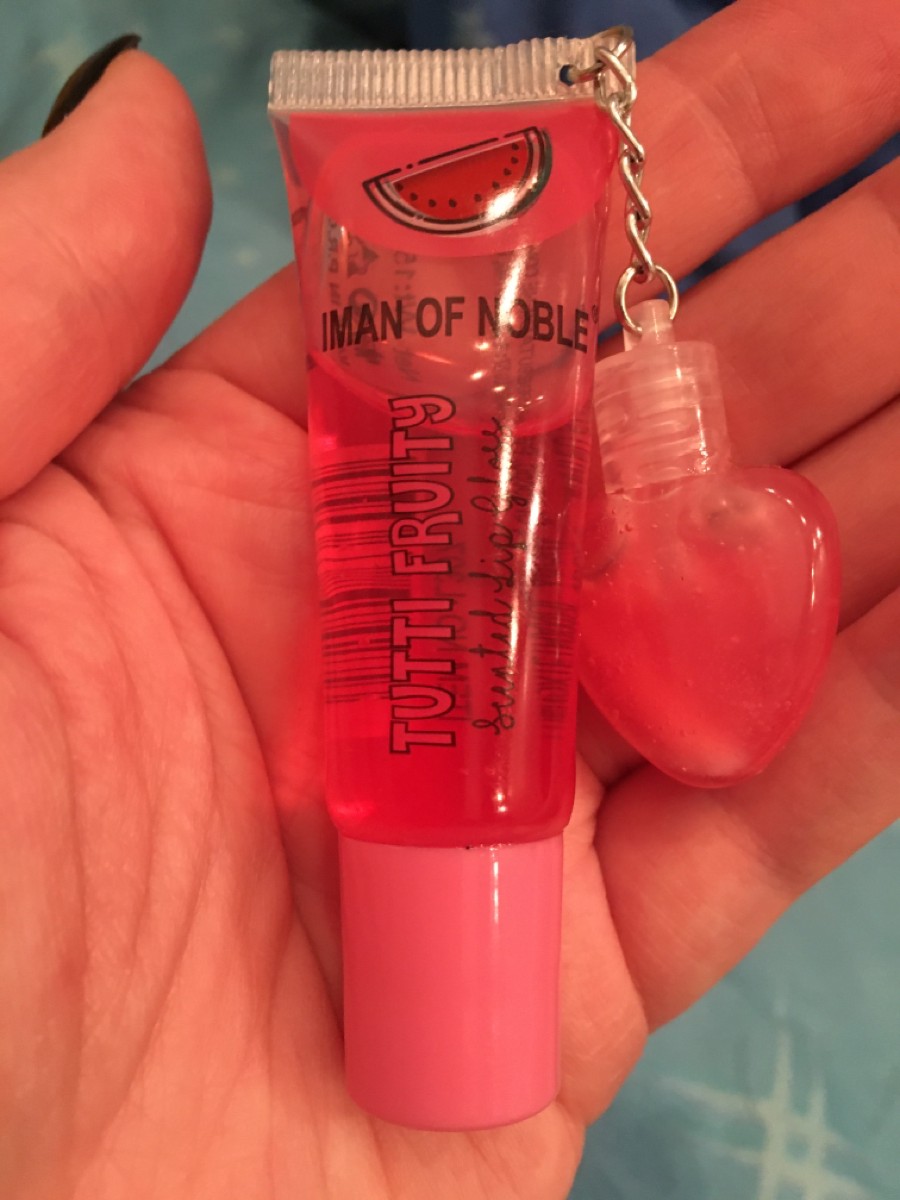 IMAN OF NOBLE®
TUTTI FRUITY
Scented Lip Gloss